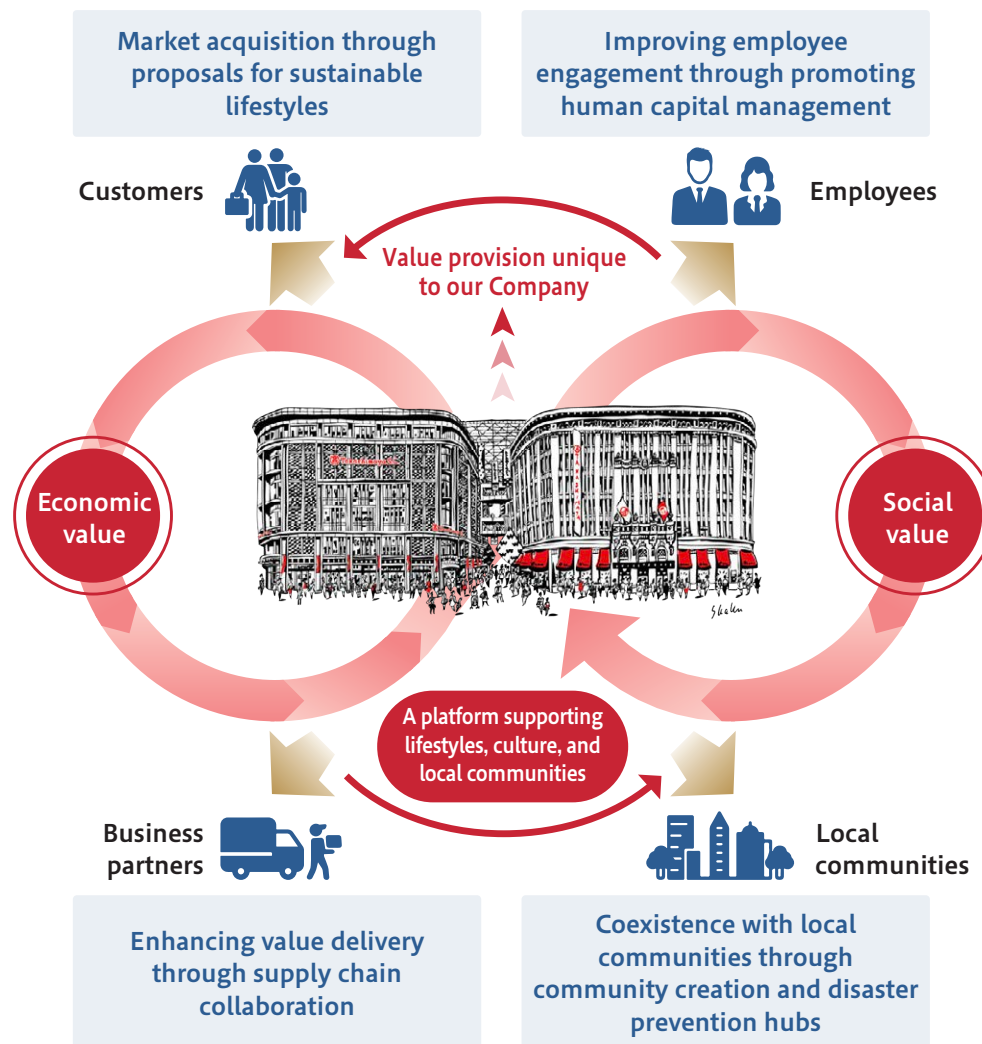 Market acquisition through
proposals for sustainable
lifestyles
Improving employee
engagement through promoting
human capital management
Customers
Employees
Value provision unique
to our Company
Economic
value
Social
value
A platform supporting
lifestyles, culture, and
local communities
Business
partners
Local
communities
Enhancing value delivery
through supply chain
collaboration
Coexistence with local
communities through
community creation and disaster
prevention hubs